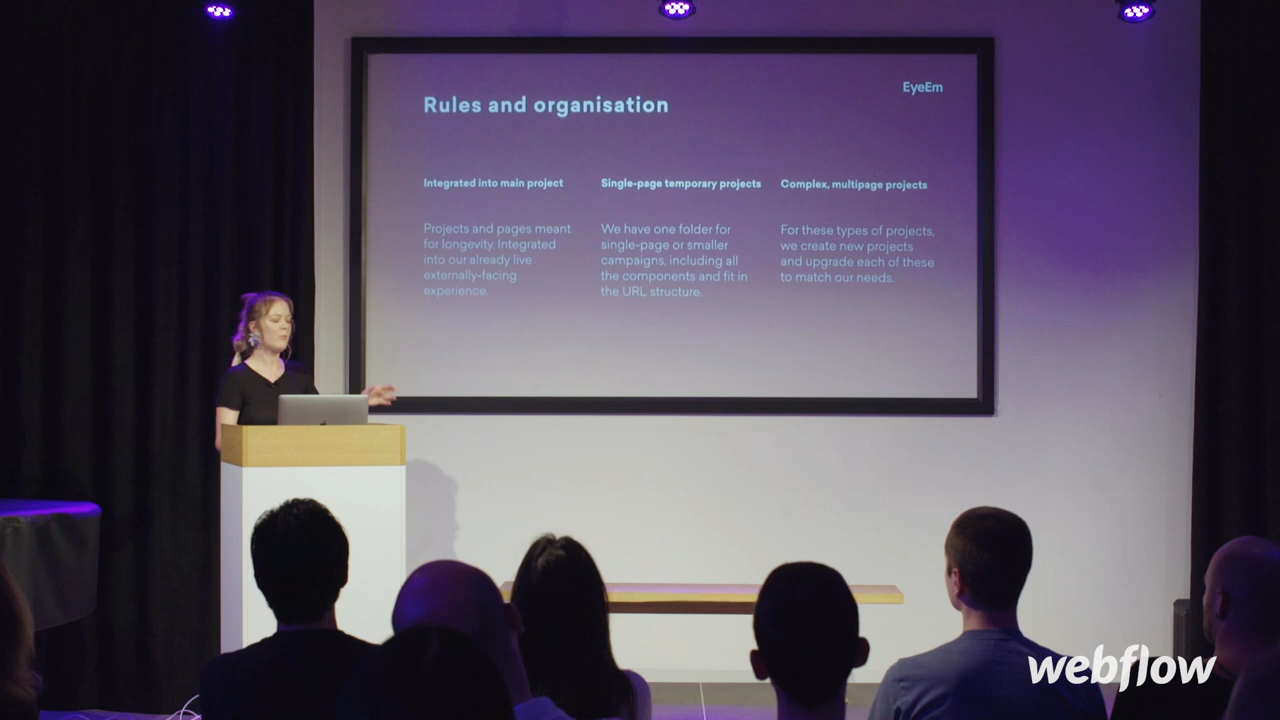 EyeEm
Rules and organisation
Integrated into main project
Projects and pages meant
for longevity. Integrated
into our already live
externally-facing
experience.
Single-page temporary projects
We have one folder for
single-page or smaller
campaigns, including all
the components and fit in
the URL structure.
Complex, multipage projects
For these types of projects,
we create new projects
and upgrade each of these
to match our needs.
webflow